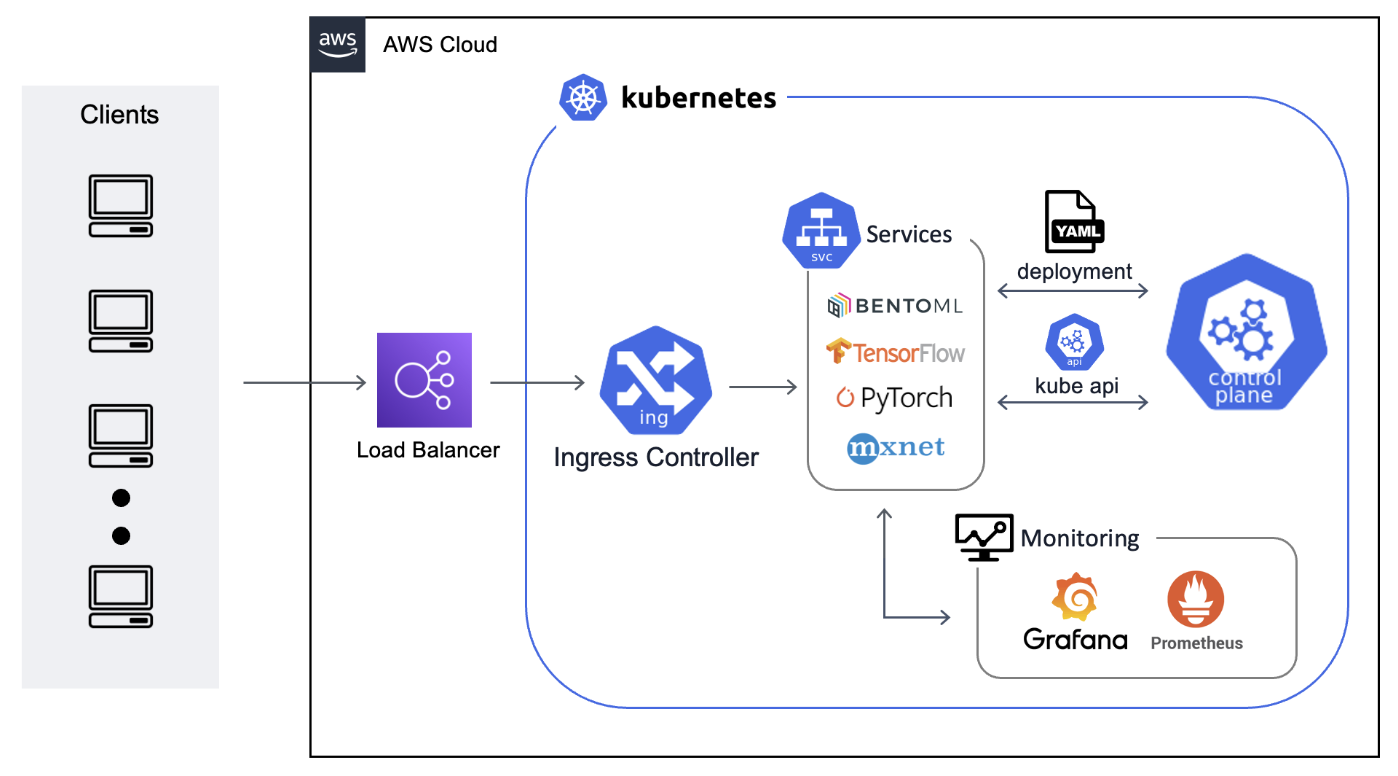 aws
AWS Cloud
Clients
kubernetes
svc
Services
YAML
deployment
BENTOML
TensorFlow
PyTorch
mxnet
api
kube api
control
plane
ing
Load Balancer
Ingress Controller
Monitoring
Grafana
Prometheus